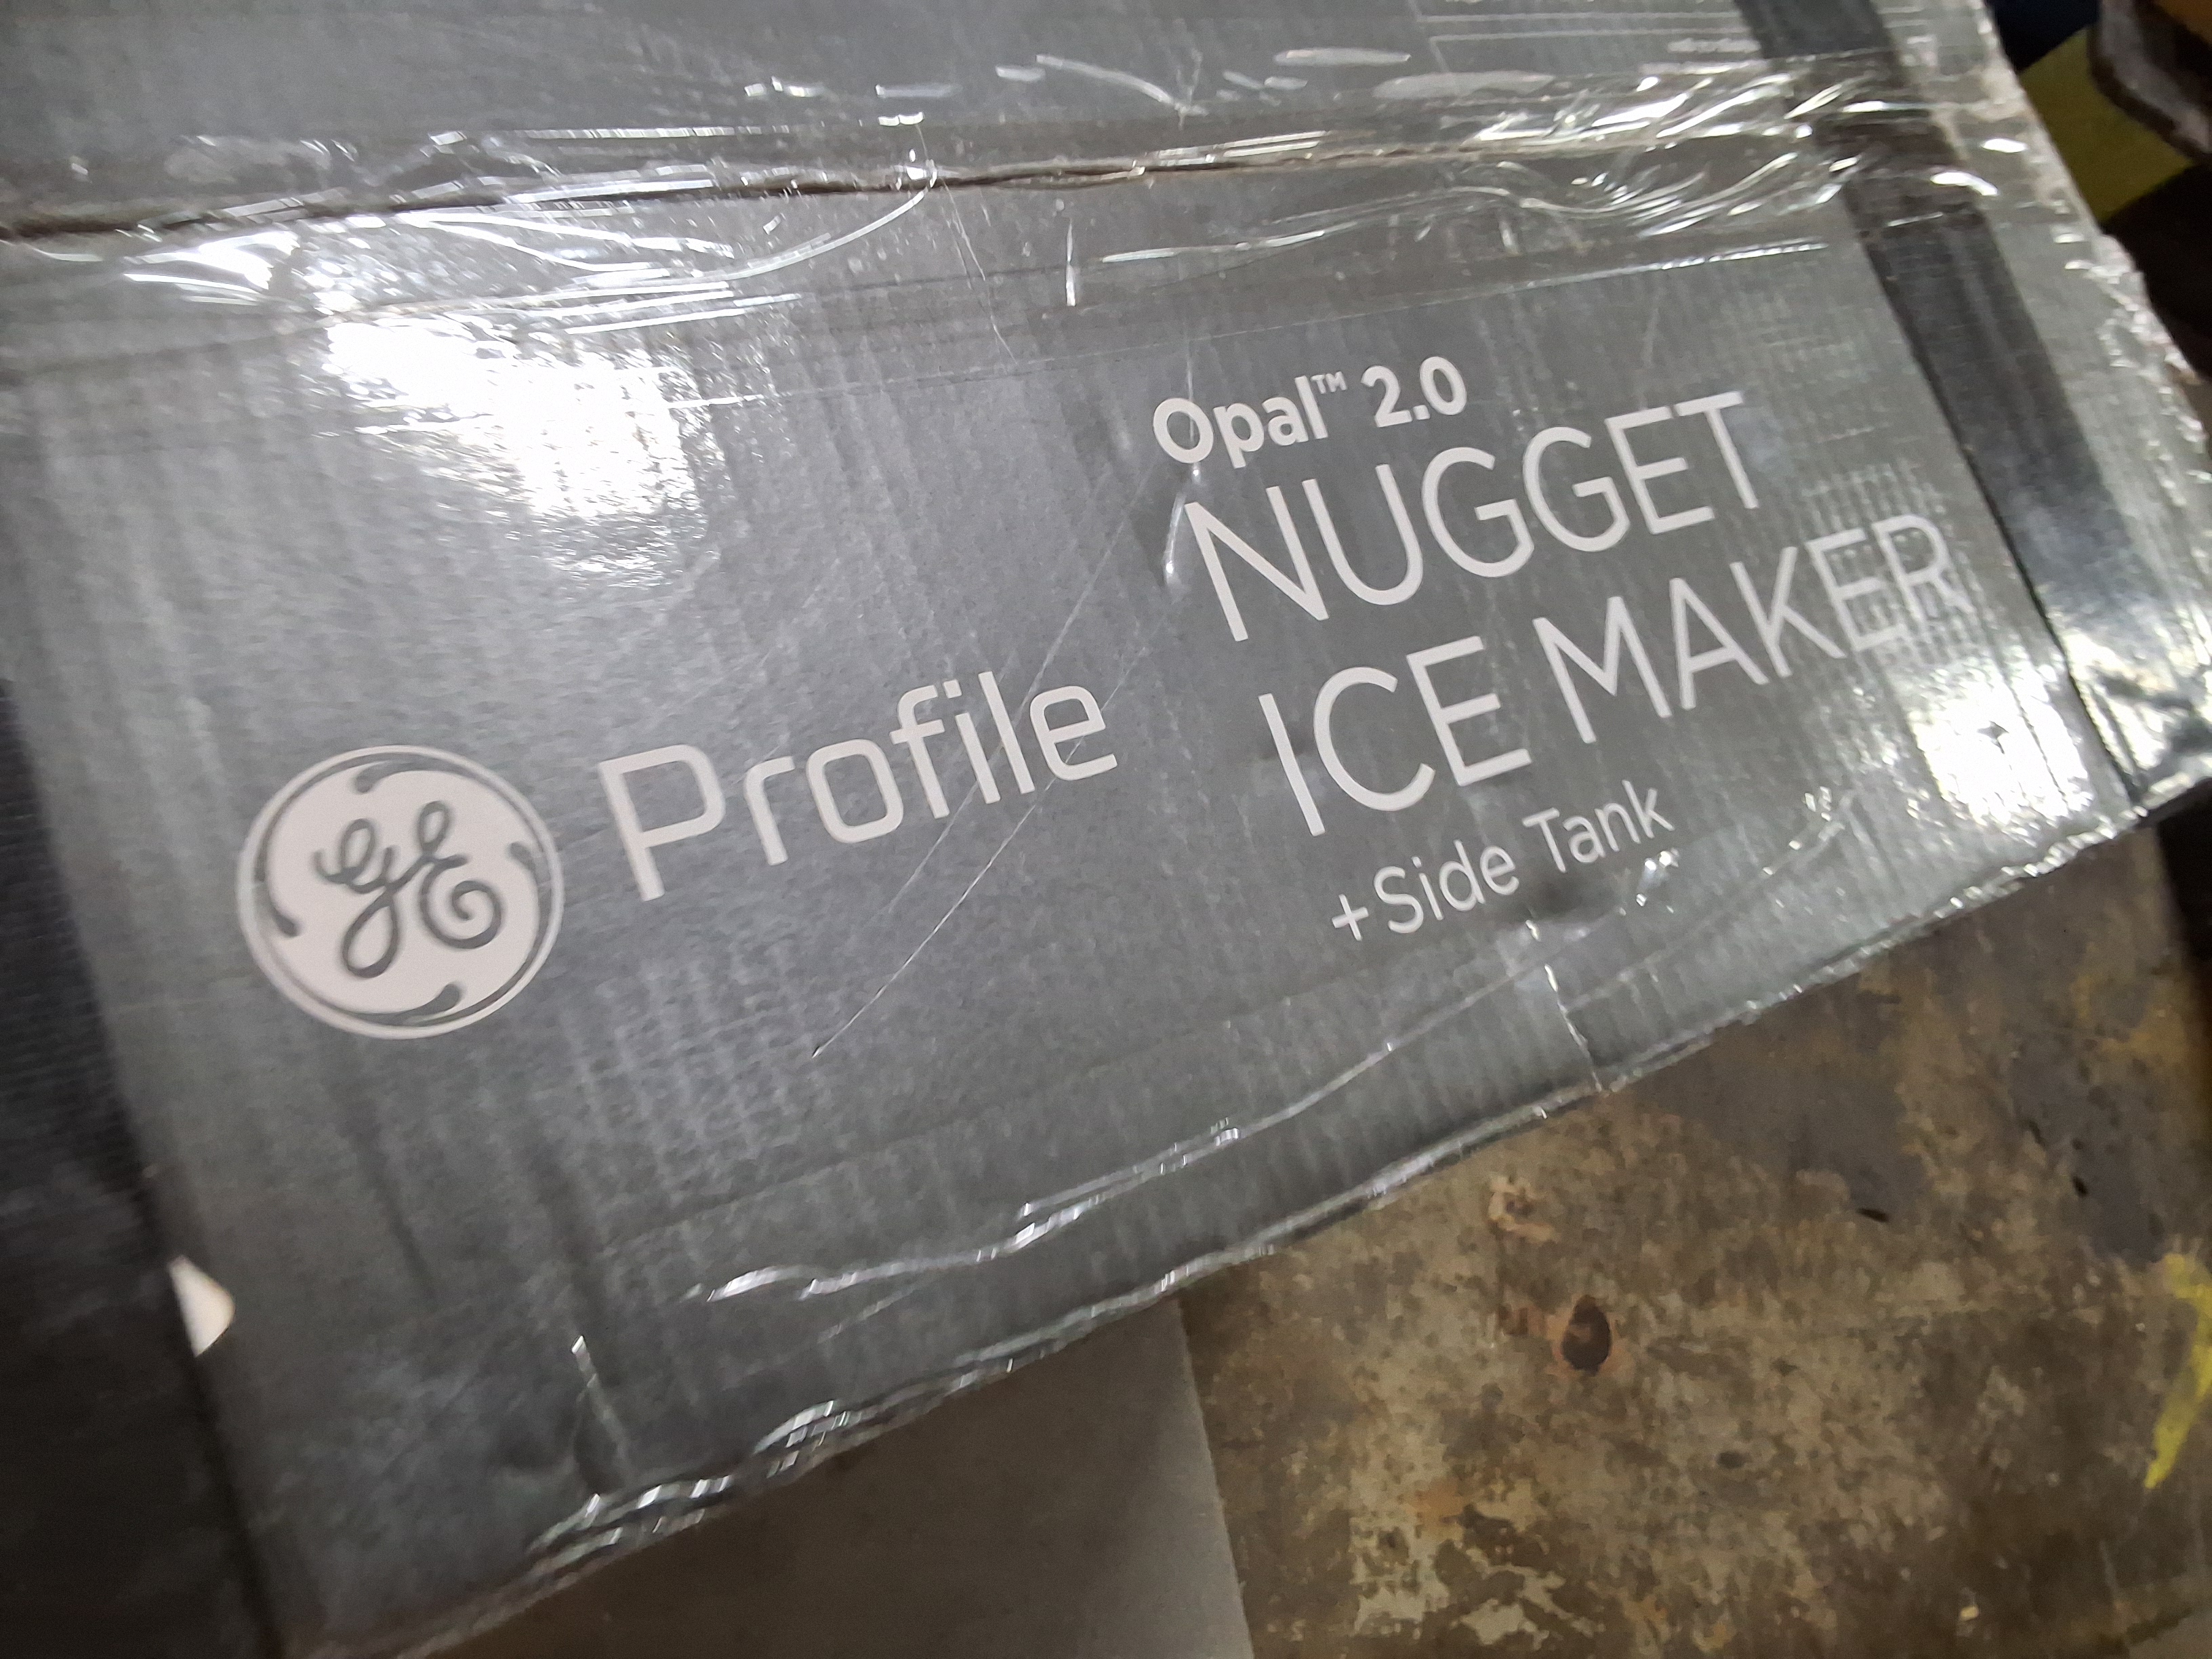 GE Profile
Opal™ 2.0
NUGGET
ICE MAKER
+Side Tank